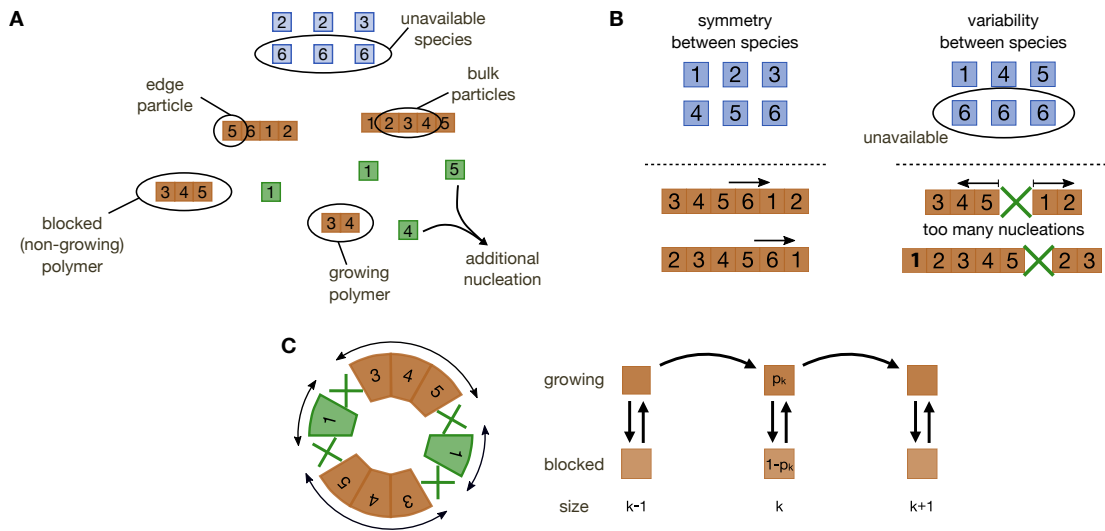 A
2 2 3
6 6 6
unavailable
species
edge
particle
bulk
particles
5 6 1 2
1 2 3 4 5
3 4 5
1
1
5
3 4
4
blocked
(non-growing)
polymer
growing
polymer
additional
nucleation
B
symmetry
between species
variability
between species
1 2 3
4 5 6
1 4 5
6 6 6
unavailable
3 4 5 6 1 2
2 3 4 5 6 1
3 4 5
1 2
too many nucleations
1 2 3 4 5
2 3
C
3 4 5
1
1
5 4 3
growing
pk
blocked
1-pk
size
k-1
k
k+1